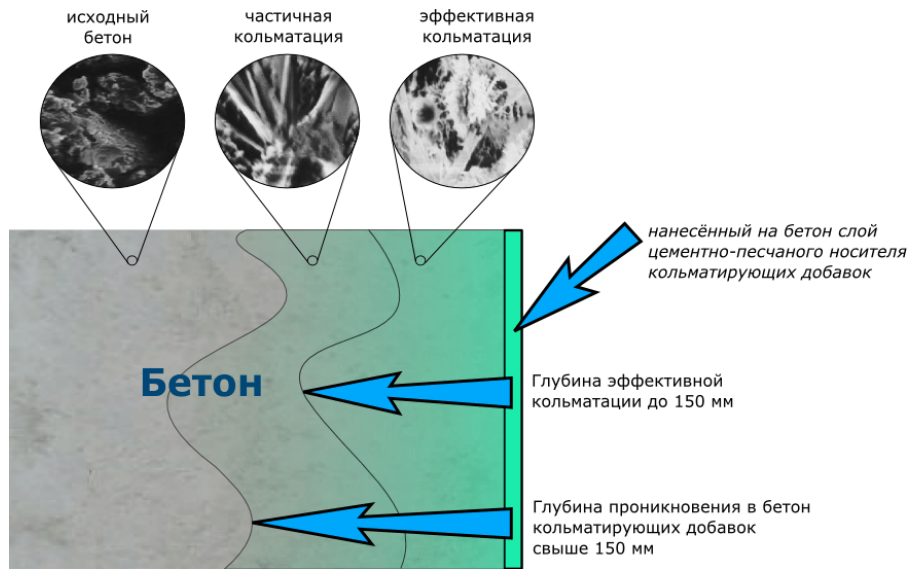 исходный
бетон
частичная
кольматация
эффективная
кольматация
нанесённый на бетон слой
цементно-песчаного носителя
кольматирующих добавок
Бетон
Глубина эффективной
кольматации до 150 мм
Глубина проникновения в бетон
кольматирующих добавок
свыше 150 мм